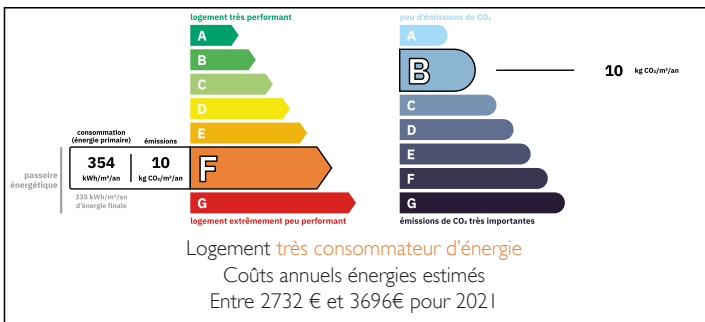 logement très performant
A
B
C
D
E
consommation
(énergie primaire)
émissions
passoire
énergétique
354
kWh/m²/an
10
kg CO₂/m²/an
F
335 kWh/m²/an
d'énergie finale
G
logement extrêmement peu performant
peu d'émissions de CO₂
A
B
10 kg CO₂/m²/an
C
D
E
F
G
émissions de CO₂ très importantes
Logement très consommateur d'énergie
Coûts annuels énergies estimés
Entre 2732 € et 3696€ pour 2021